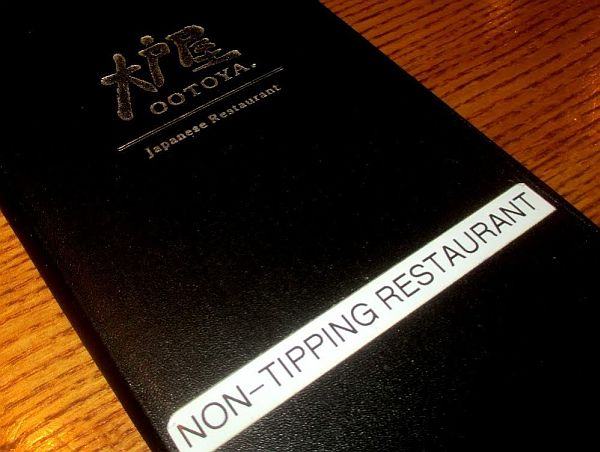 大戸屋
OOTOYA.
Japanese Restaurant
NON-TIPPING RESTAURANT